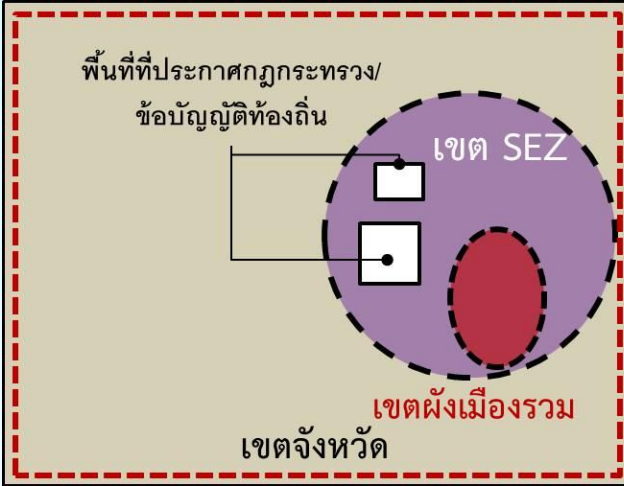 พื้นที่ที่ประกาศกฎกระทรวง/
ข้อบัญญัติท้องถิ่น
เขต SEZ
เขตผังเมืองรวม
เขตจังหวัด